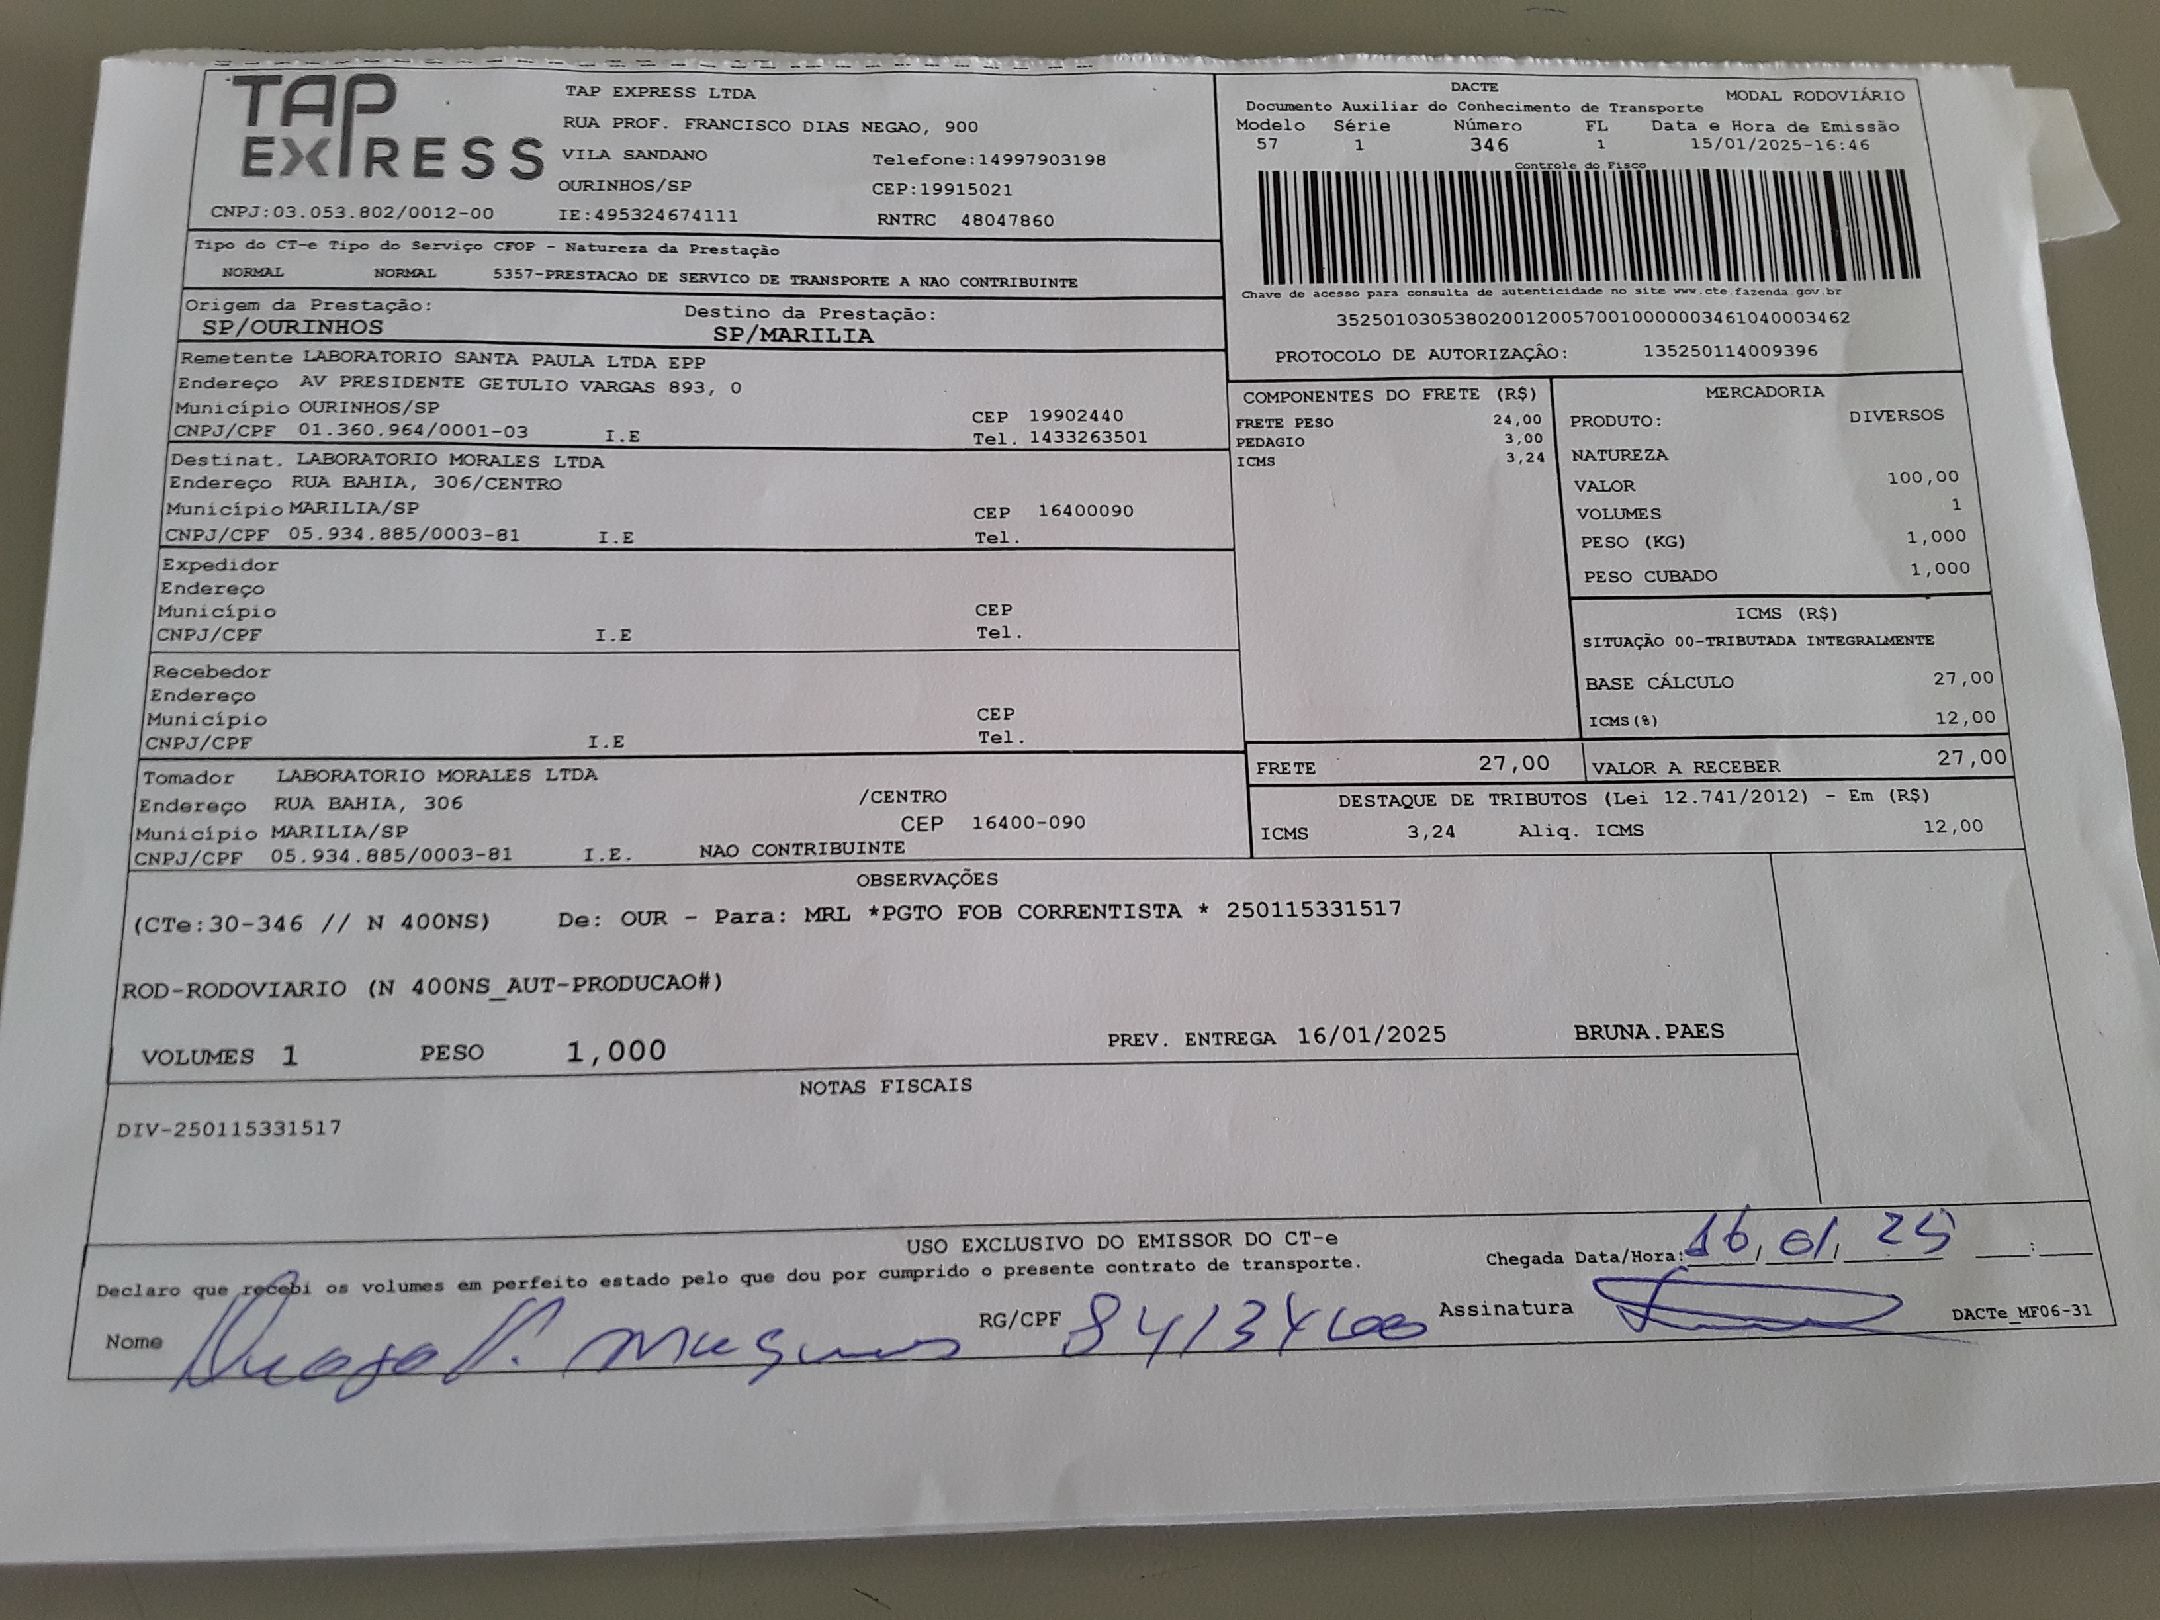 TAP EXPRESS
TAP EXPRESS LTDA
RUA PROF. FRANCISCO DIAS NEGAO, 900
VILA SANDANO Telefone:14997903198
OURINHOS/SP CEP:19915021
CNPJ:03.053.802/0012-00 IE:495324674111 RNTRC 48047860
DACTE
MODAL RODOVIÁRIO
Documento Auxiliar do Conhecimento de Transporte
Modelo Série Número FL Data e Hora de Emissão
57 1 346 1 15/01/2025-16:46
Controle do Fisco
Chave de acesso para consulta de autenticidade no site www.cte.fazenda.gov.br
35250103053802001200570010000003461040003462
PROTOCOLO DE AUTORIZAÇÃO: 135250114009396
Tipo do CT-e Tipo do Serviço CFOP - Natureza da Prestação
NORMAL NORMAL 5357-PRESTACAO DE SERVICO DE TRANSPORTE A NAO CONTRIBUINTE
Origem da Prestação: Destino da Prestação:
SP/OURINHOS SP/MARILIA
Remetente LABORATORIO SANTA PAULA LTDA EPP
Endereço AV PRESIDENTE GETULIO VARGAS 893, 0
Município OURINHOS/SP CEP 19902440
CNPJ/CPF 01.360.964/0001-03 I.E Tel. 1433263501
Destinat. LABORATORIO MORALES LTDA
Endereço RUA BAHIA, 306/CENTRO
Município MARILIA/SP CEP 16400090
CNPJ/CPF 05.934.885/0003-81 I.E Tel.
Expedidor
Endereço
Município CEP
CNPJ/CPF I.E Tel.
Recebedor
Endereço
Município CEP
CNPJ/CPF I.E Tel.
Tomador LABORATORIO MORALES LTDA
Endereço RUA BAHIA, 306 /CENTRO
Município MARILIA/SP CEP 16400-090
CNPJ/CPF 05.934.885/0003-81 I.E. NAO CONTRIBUINTE
COMPONENTES DO FRETE (R$)
FRETE PESO 24,00
PEDAGIO 3,00
ICMS 3,24
MERCADORIA
PRODUTO: DIVERSOS
NATUREZA
VALOR 100,00
VOLUMES 1
PESO (KG) 1,000
PESO CUBADO 1,000
ICMS (R$)
SITUAÇÃO 00-TRIBUTADA INTEGRALMENTE
BASE CÁLCULO 27,00
ICMS(%) 12,00
FRETE 27,00 VALOR A RECEBER 27,00
DESTAQUE DE TRIBUTOS (Lei 12.741/2012) - Em (R$)
ICMS 3,24 Aliq. ICMS 12,00
OBSERVAÇÕES
(CTe:30-346 // N 400NS) De: OUR - Para: MRL *PGTO FOB CORRENTISTA * 250115331517
ROD-RODOVIARIO (N 400NS_AUT-PRODUCAO#)
VOLUMES 1 PESO 1,000 PREV. ENTREGA 16/01/2025 BRUNA.PAES
NOTAS FISCAIS
DIV-250115331517
USO EXCLUSIVO DO EMISSOR DO CT-e
Chegada Data/Hora: 16, 01, 25 :
Declaro que recebi os volumes em perfeito estado pelo que dou por cumprido o presente contrato de transporte.
Nome RG/CPF Assinatura DACTe_MF06-31